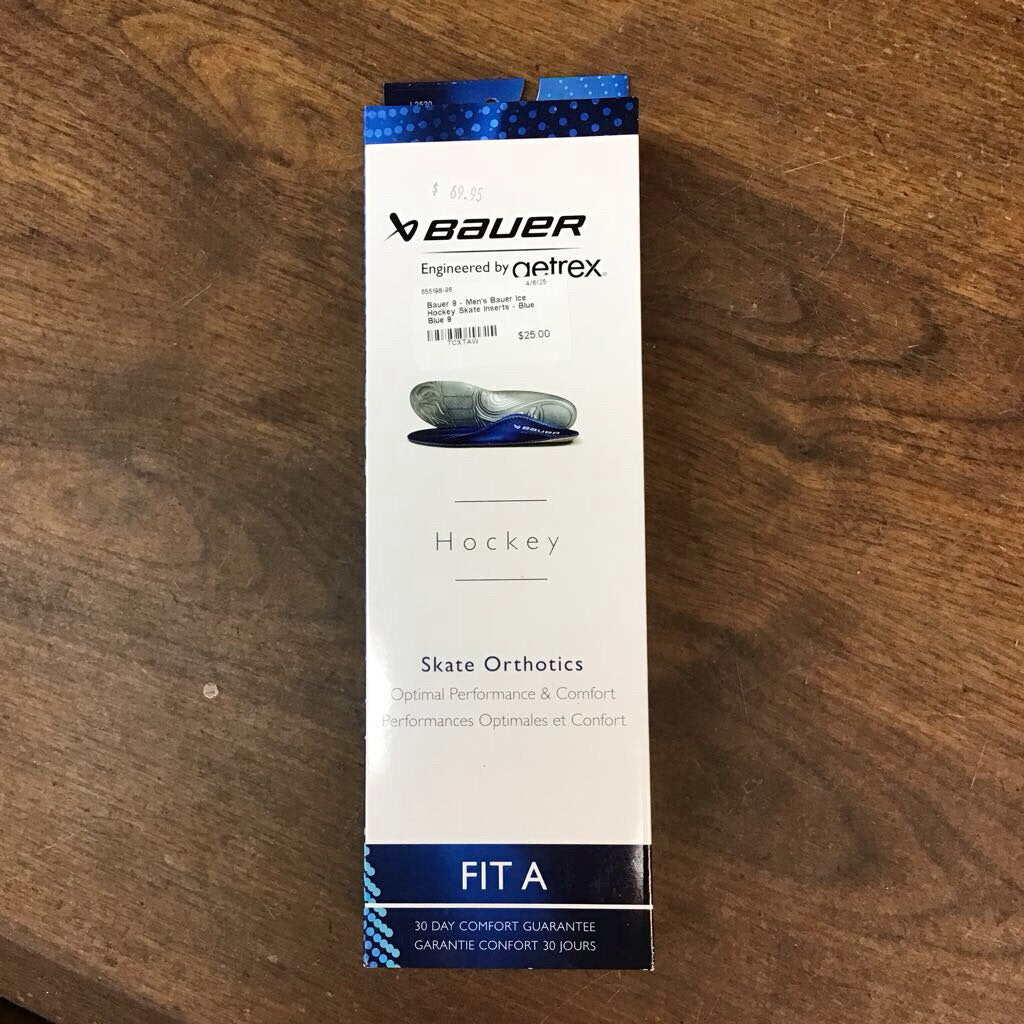 L2520
$ 69.95
BAUER
Engineered by aetrex®
855198-96 4/6/25
Bauer 9 - Men's Bauer Ice
Hockey Skate Inserts - Blue
Blue 9
TCXTAW $25.00
BAUER
Hockey
Skate Orthotics
Optimal Performance & Comfort
Performances Optimales et Confort
FIT A
30 DAY COMFORT GUARANTEE
GARANTIE CONFORT 30 JOURS